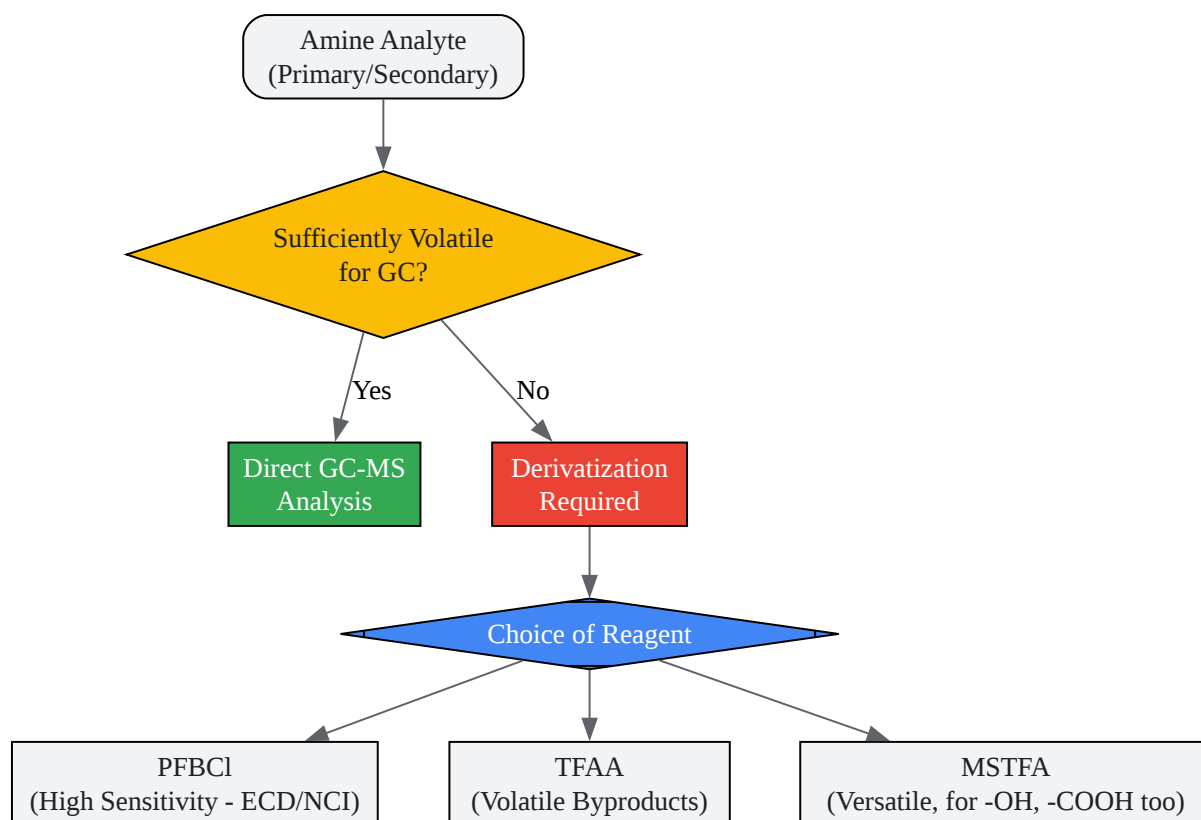 Amine Analyte
(Primary/Secondary)
Sufficiently Volatile
for GC?
Yes
No
Direct GC-MS
Analysis
Derivatization
Required
Choice of Reagent
PFBCl
(High Sensitivity - ECD/NCI)
TFAA
(Volatile Byproducts)
MSTFA
(Versatile, for -OH, -COOH too)